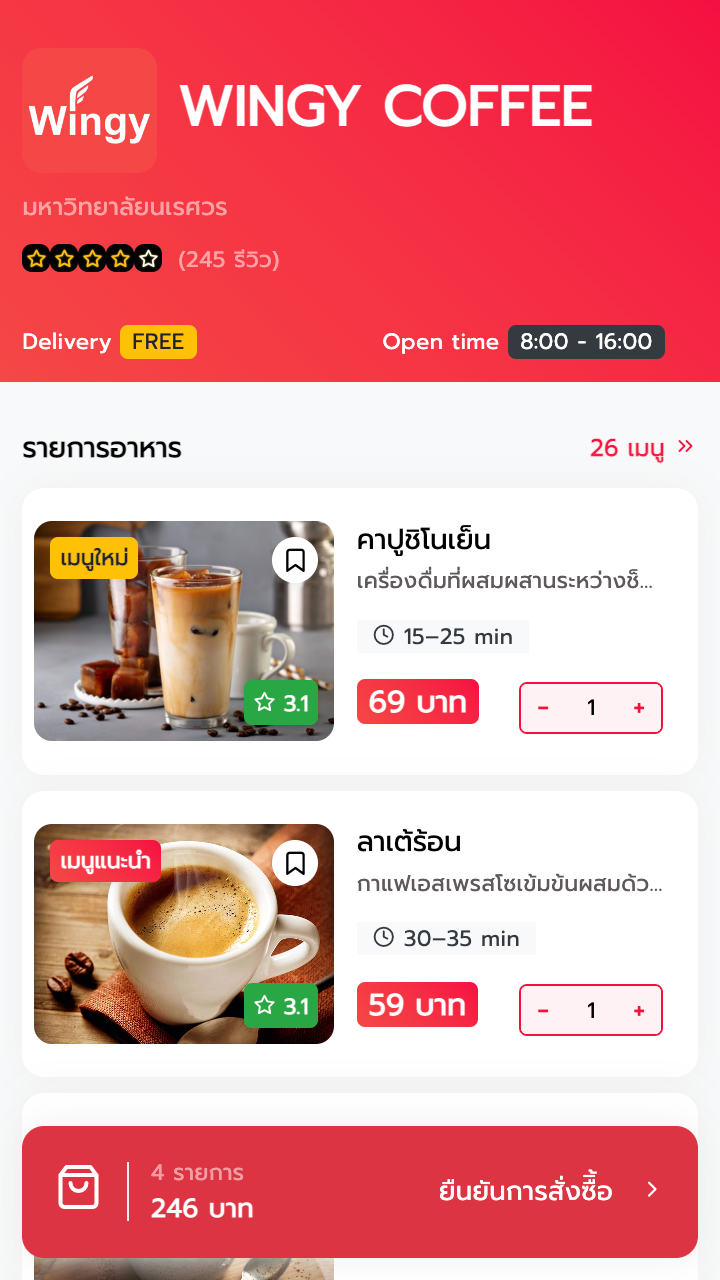 Wingy
WINGY COFFEE
มหาวิทยาลัยนเรศวร
(245 รีวิว)
Delivery FREE
Open time 8:00 - 16:00
รายการอาหาร
26 เมนู
เมนูใหม่
3.1
คาปูชิโนเย็น
เครื่องดื่มที่ผสมผสานระหว่างช็...
15–25 min
69 บาท
- 1 +
เมนูแนะนำ
3.1
ลาเต้ร้อน
กาแฟเอสเพรสโซเข้มข้นผสมด้ว...
30–35 min
59 บาท
- 1 +
4 รายการ
246 บาท
ยืนยันการสั่งซื้อ